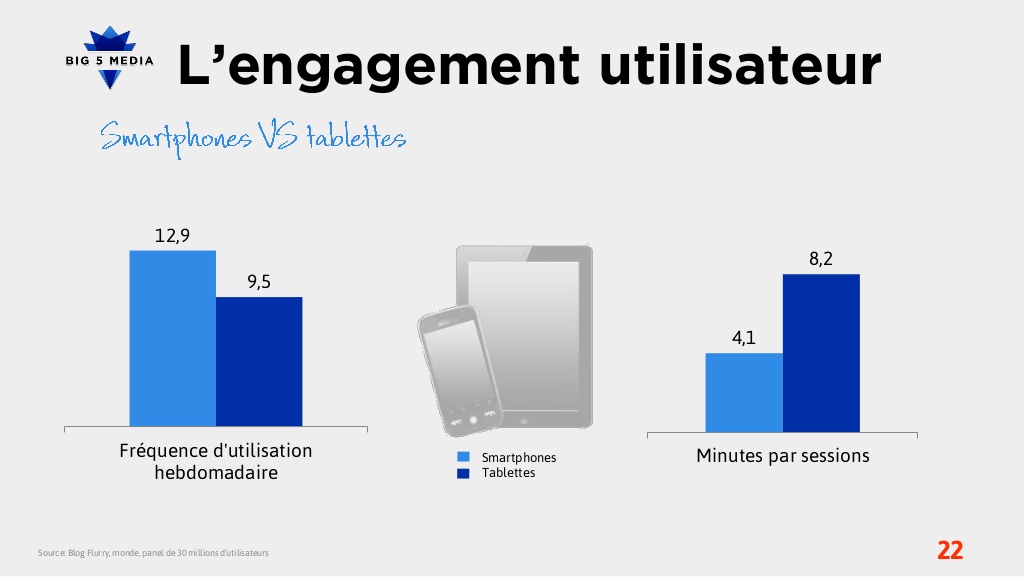 BIG 5 MEDIA
L’engagement utilisateur
Smartphones VS tablettes
12,9
9,5
Fréquence d'utilisation
hebdomadaire
Smartphones
Tablettes
4,1
8,2
Minutes par sessions
Source: Blog Flurry, monde, panel de 30 millions d'utilisateurs
22